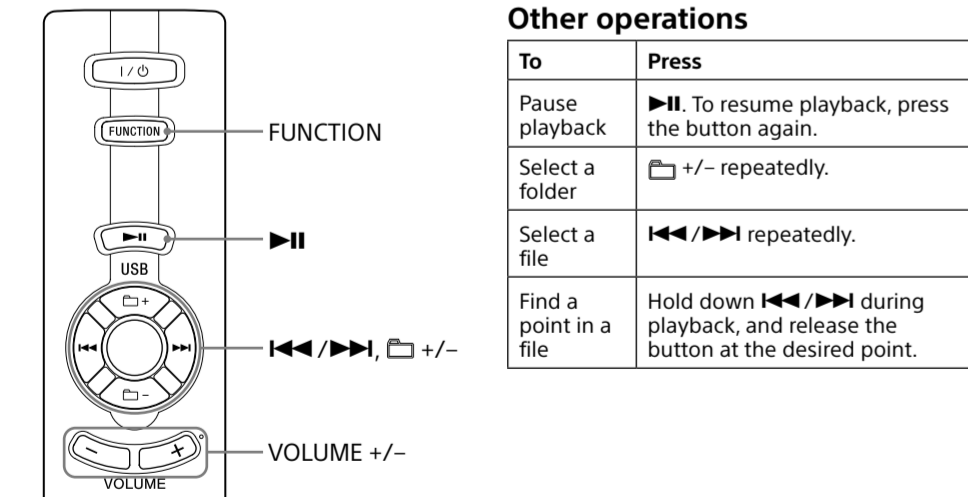 I/⏻
FUNCTION
FUNCTION
►II
►II
USB
+
I◄◄
►►I
I◄◄/►►I, +/–
–
– +
VOLUME +/–
VOLUME
Other operations
To Press
Pause
playback
►II. To resume playback, press
the button again.
Select a
folder
+/– repeatedly.
Select a
file
I◄◄/►►I repeatedly.
Find a
point in a
file
Hold down I◄◄/►►I during
playback, and release the
button at the desired point.